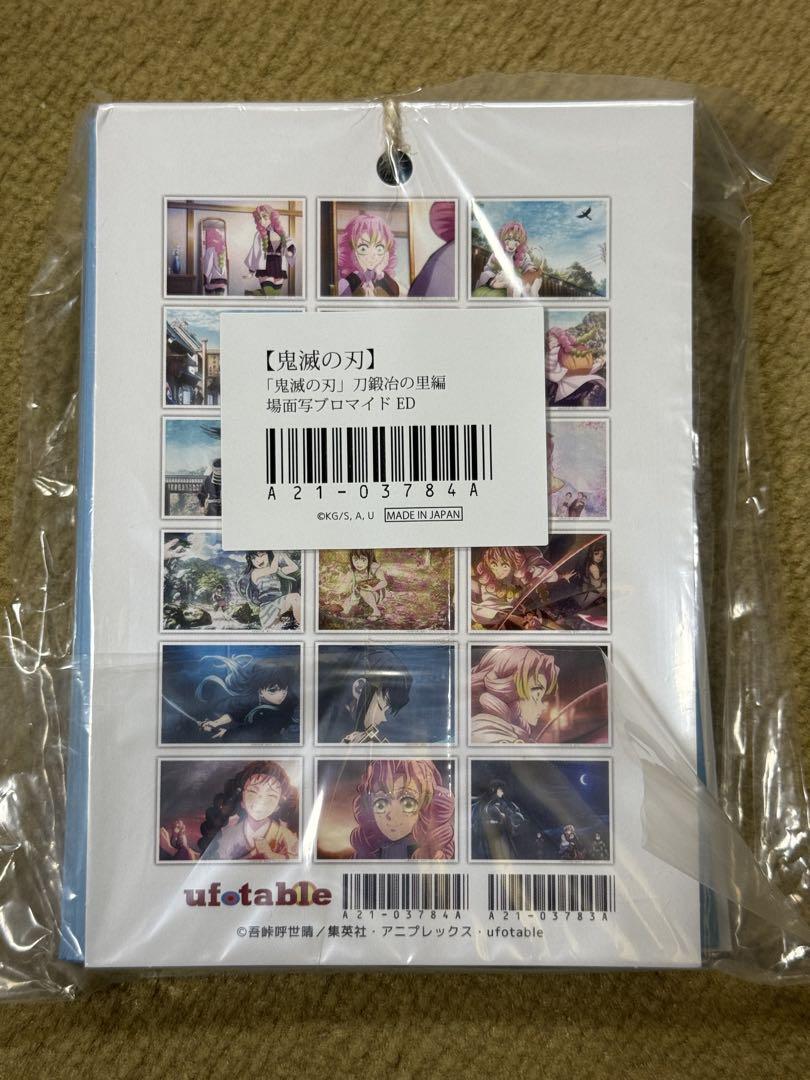 【鬼滅の刃】
「鬼滅の刃」刀鍛冶の里編
場面写ブロマイド ED
A21-03784A
©KG/S, A, U MADE IN JAPAN
ufotable
A21-03784A A21-03783A
©吾峠呼世晴／集英社・アニプレックス・ufotable